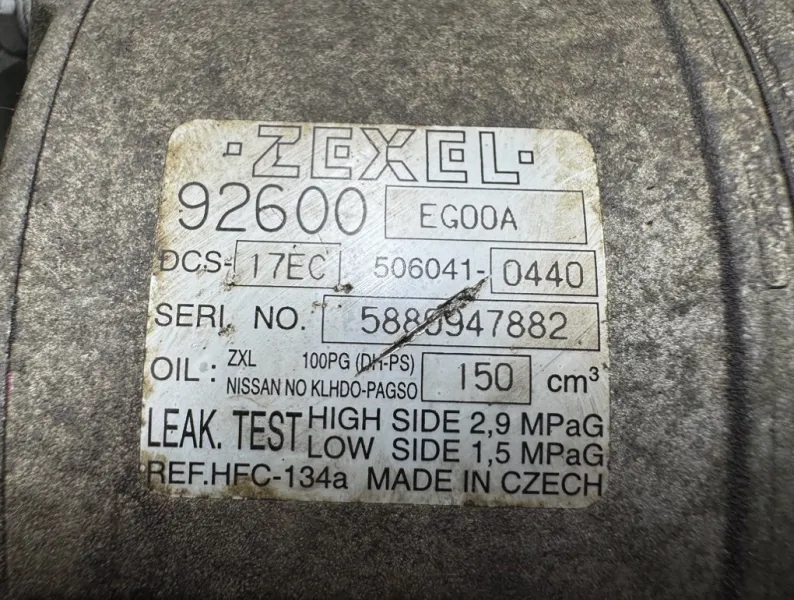 ·ZEXEL·
92600 EG00A
DCS-17EC 506041-0440
SERI. NO.
OIL: ZXL 100PG (DH-PS) 150 cm³
NISSAN NO KLHDO-PAGSO
LEAK. TEST HIGH SIDE 2,9 MPaG
LOW SIDE 1,5 MPaG
REF.HFC-134a MADE IN CZECH